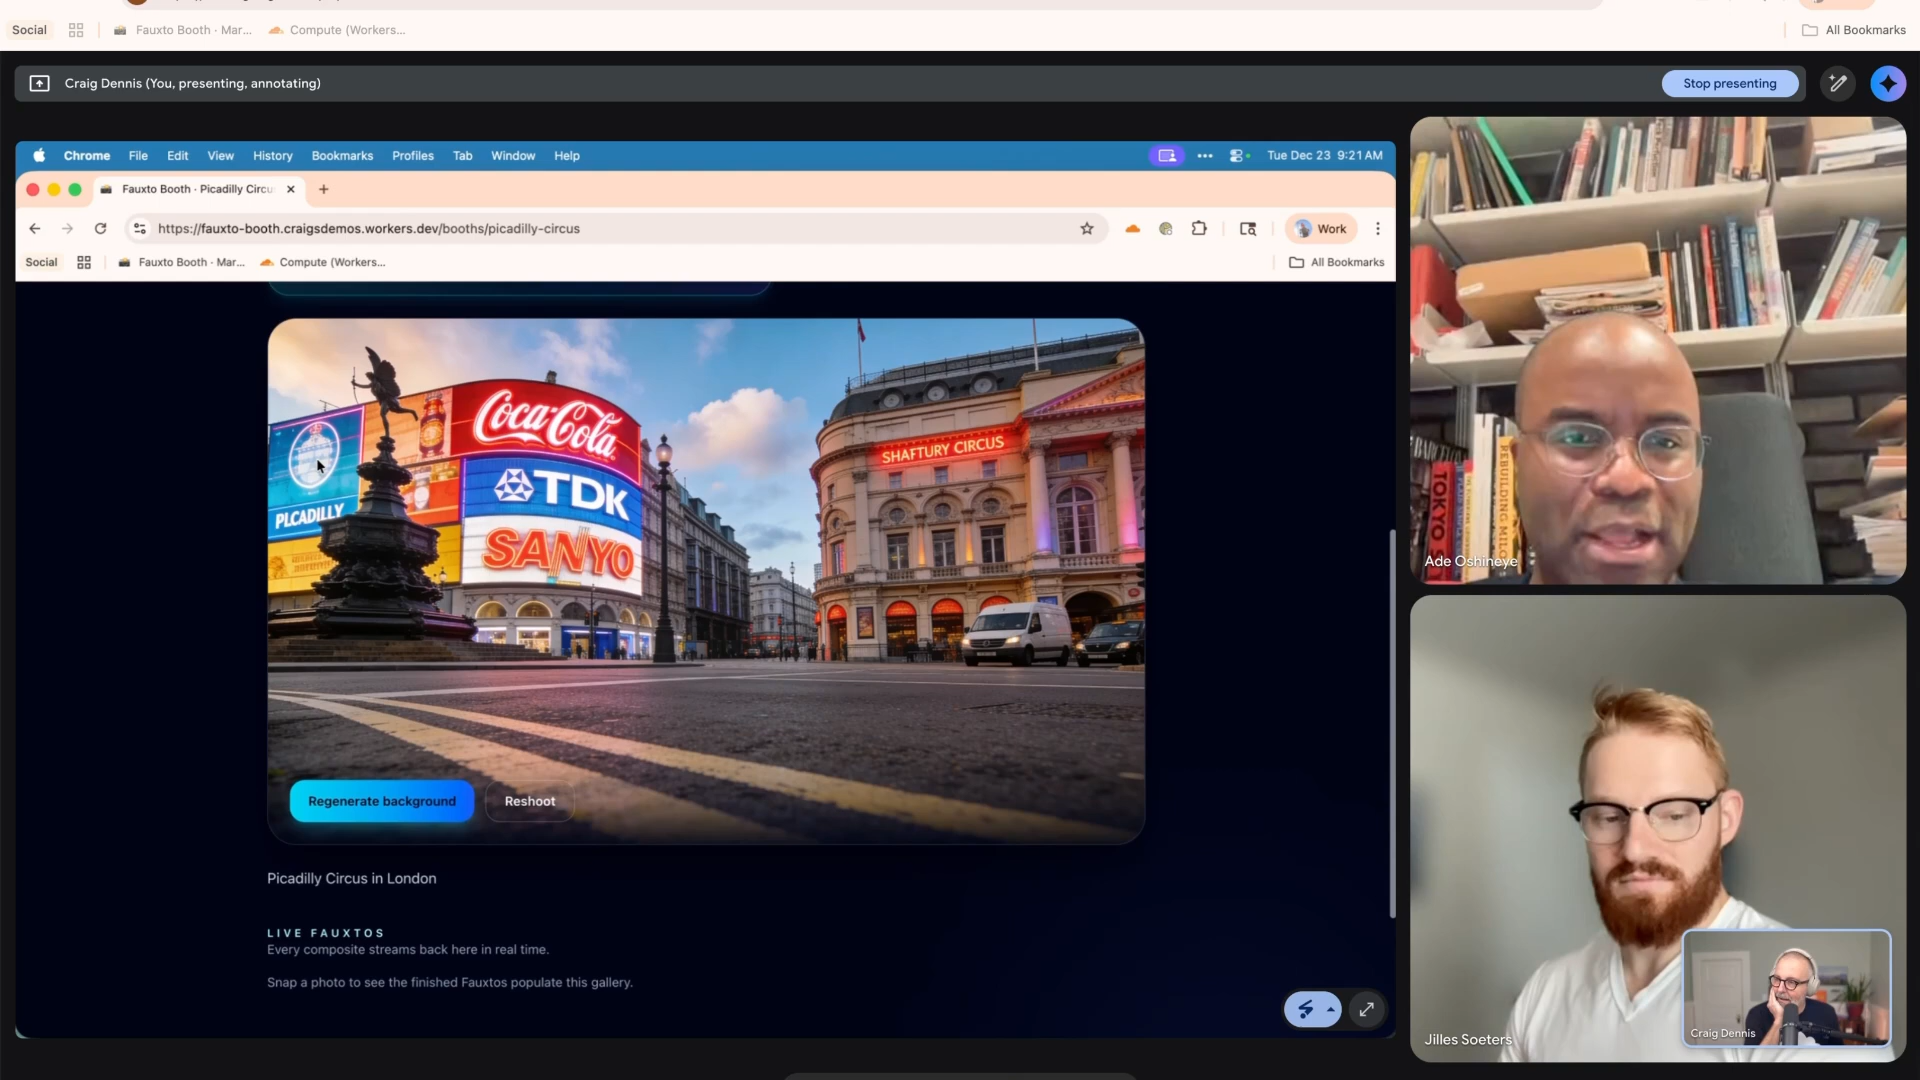 Social
Fauxto Booth · Mar...
Compute (Workers...
All Bookmarks
Craig Dennis (You, presenting, annotating)
Stop presenting
Chrome File Edit View History Bookmarks Profiles Tab Window Help
Tue Dec 23 9:21 AM
Fauxto Booth · Picadilly Circu
https://fauxto-booth.craigsdemos.workers.dev/booths/picadilly-circus
Work
Social
Fauxto Booth · Mar...
Compute (Workers...
All Bookmarks
Coca-Cola
TDK
SANYO
PLCADILLY
SHAFTURY CIRCUS
Regenerate background
Reshoot
Picadilly Circus in London
LIVE FAUXTOS
Every composite streams back here in real time.
Snap a photo to see the finished Fauxtos populate this gallery.
BARCELON
TOKYO
REBUILDING
Ade Oshineye
Jilles Soeters
Craig Dennis